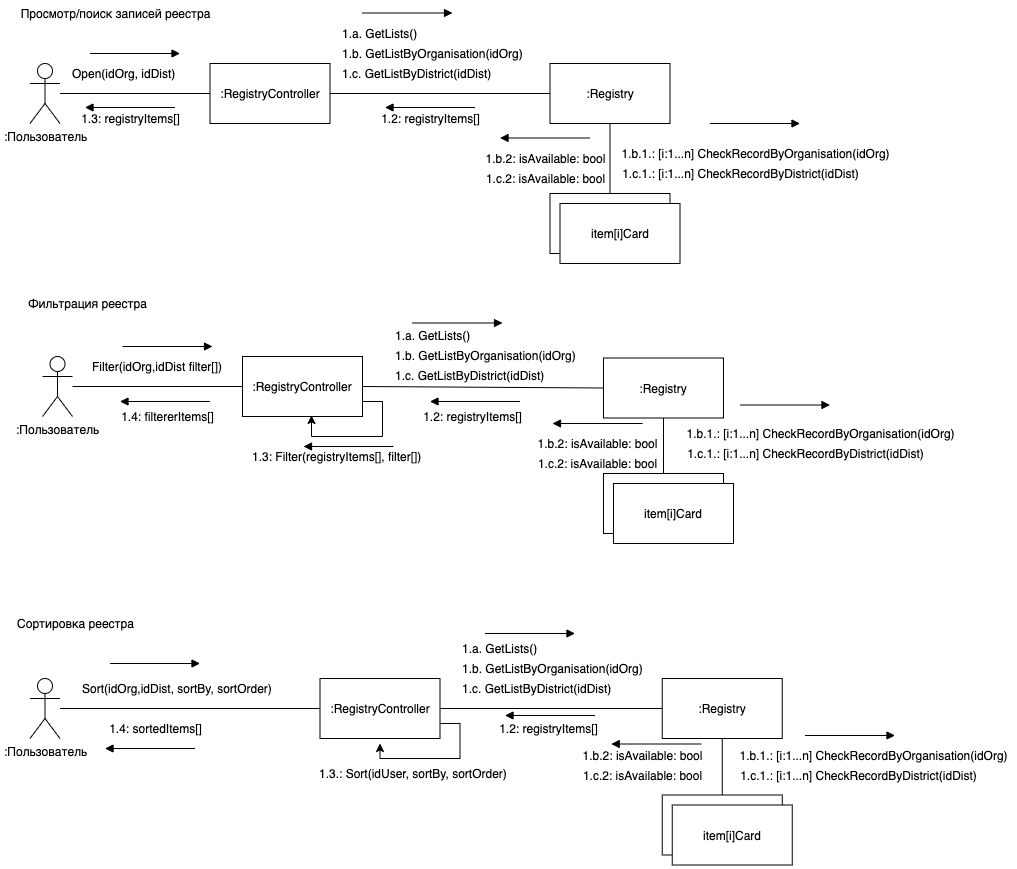 Просмотр/поиск записей реестра
1.a. GetLists()
1.b. GetListByOrganisation(idOrg)
1.c. GetListByDistrict(idDist)
Open(idOrg, idDist)
:RegistryController
:Registry
1.3: registryItems[]
1.2: registryItems[]
:Пользователь
1.b.2: isAvailable: bool
1.c.2: isAvailable: bool
1.b.1.: [i:1...n] CheckRecordByOrganisation(idOrg)
1.c.1.: [i:1...n] CheckRecordByDistrict(idDist)
item[i]Card
Фильтрация реестра
1.a. GetLists()
1.b. GetListByOrganisation(idOrg)
1.c. GetListByDistrict(idDist)
Filter(idOrg,idDist filter[])
:RegistryController
:Registry
1.4: filtererItems[]
1.2: registryItems[]
:Пользователь
1.3: Filter(registryItems[], filter[])
1.b.2: isAvailable: bool
1.c.2: isAvailable: bool
1.b.1.: [i:1...n] CheckRecordByOrganisation(idOrg)
1.c.1.: [i:1...n] CheckRecordByDistrict(idDist)
item[i]Card
Сортировка реестра
1.a. GetLists()
1.b. GetListByOrganisation(idOrg)
1.c. GetListByDistrict(idDist)
Sort(idOrg,idDist, sortBy, sortOrder)
:RegistryController
:Registry
1.4: sortedItems[]
1.2: registryItems[]
:Пользователь
1.3.: Sort(idUser, sortBy, sortOrder)
1.b.2: isAvailable: bool
1.c.2: isAvailable: bool
1.b.1.: [i:1...n] CheckRecordByOrganisation(idOrg)
1.c.1.: [i:1...n] CheckRecordByDistrict(idDist)
item[i]Card